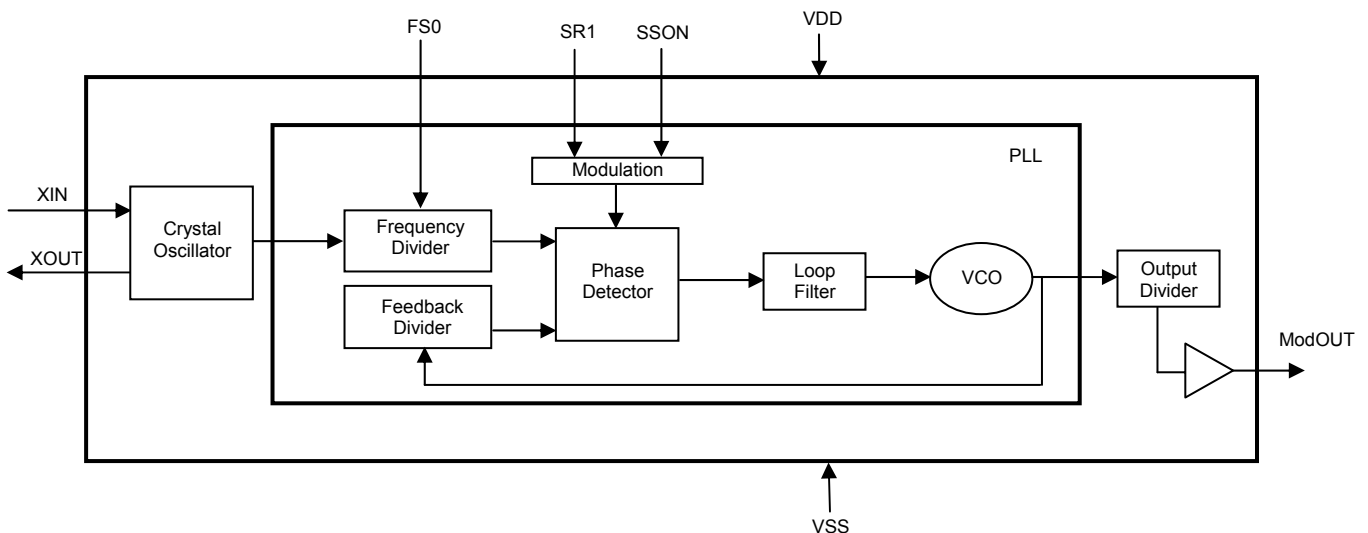 VDD
FS0
SR1
SSON
PLL
Modulation
XIN
Crystal
Oscillator
XOUT
Frequency
Divider
Phase
Detector
Loop
Filter
VCO
Output
Divider
Feedback
Divider
ModOUT
VSS